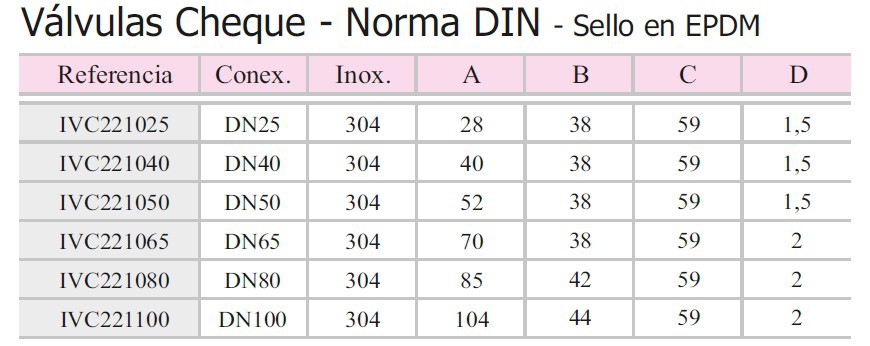 Válvulas Cheque - Norma DIN - Sello en EPDM
Referencia Conex. Inox. A B C D
IVC221025 DN25 304 28 38 59 1,5
IVC221040 DN40 304 40 38 59 1,5
IVC221050 DN50 304 52 38 59 1,5
IVC221065 DN65 304 70 38 59 2
IVC221080 DN80 304 85 42 59 2
IVC221100 DN100 304 104 44 59 2